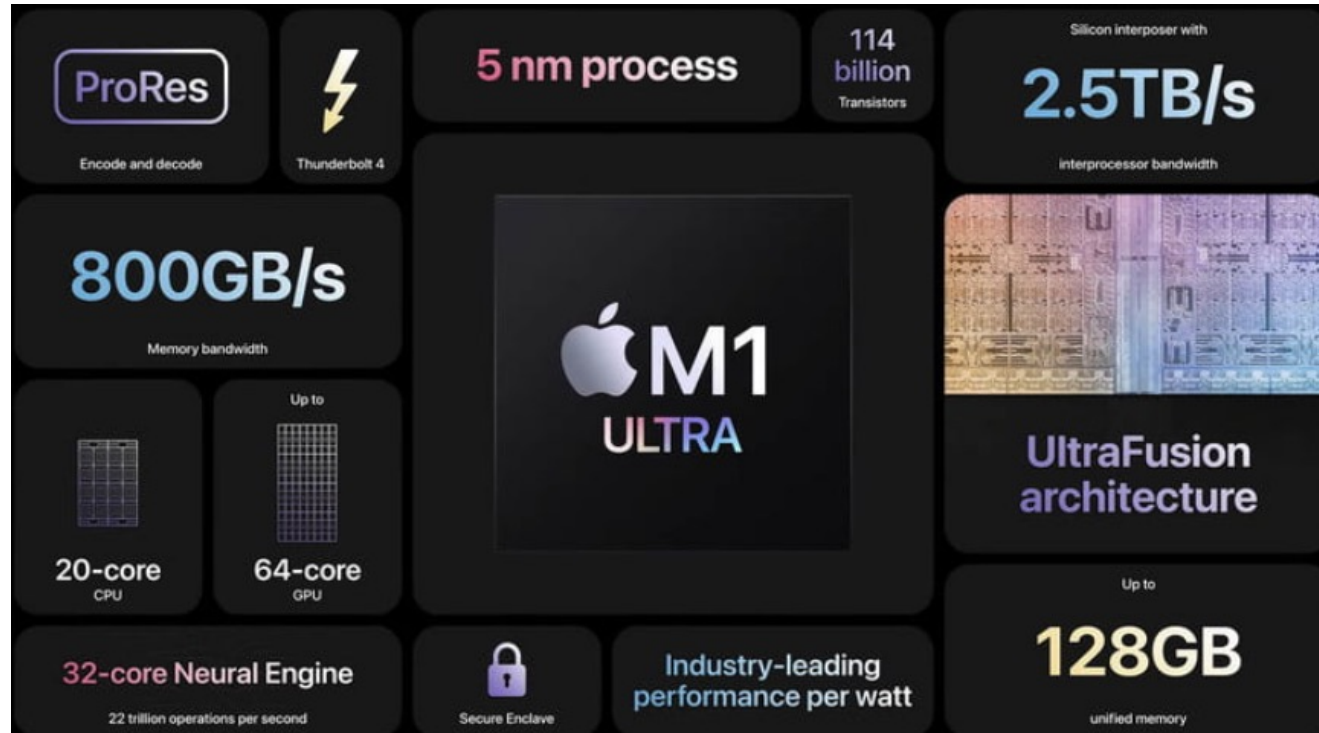 ProRes
Encode and decode
Thunderbolt 4
5 nm process
114
billion
Transistors
Silicon interposer with
2.5TB/s
interprocessor bandwidth
800GB/s
Memory bandwidth
M1
ULTRA
UltraFusion
architecture
20-core
CPU
Up to
64-core
GPU
Up to
128GB
unified memory
32-core Neural Engine
22 trillion operations per second
Secure Enclave
Industry-leading
performance per watt